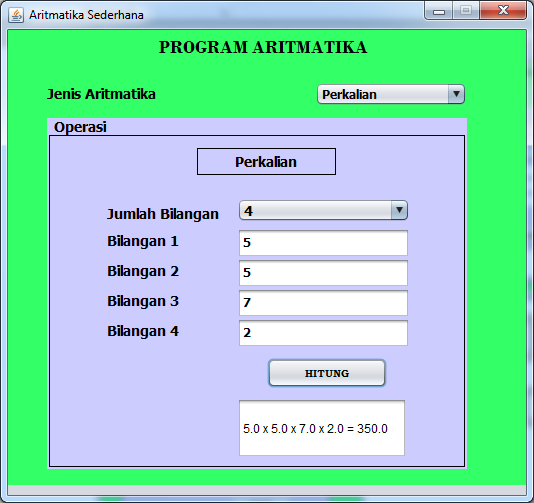 Aritmatika Sederhana
PROGRAM ARITMATIKA
Jenis Aritmatika Perkalian
Operasi
Perkalian
Jumlah Bilangan 4
Bilangan 1 5
Bilangan 2 5
Bilangan 3 7
Bilangan 4 2
HITUNG
5.0 x 5.0 x 7.0 x 2.0 = 350.0